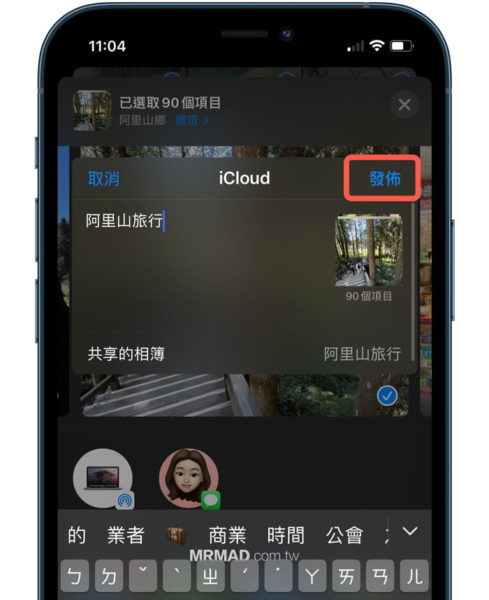 11:04
已選取 90 個項目
阿里山鄉 選項 >
取消 iCloud 發佈
阿里山旅行
90 個項目
共享的相簿 阿里山旅行
的 業者 商業 時間 公會
MRMAD.com.tw
ㄅ ㄉ ˇ ˋ ㄓ ˊ ˙ ㄚ ㄞ ㄢ ㄦ